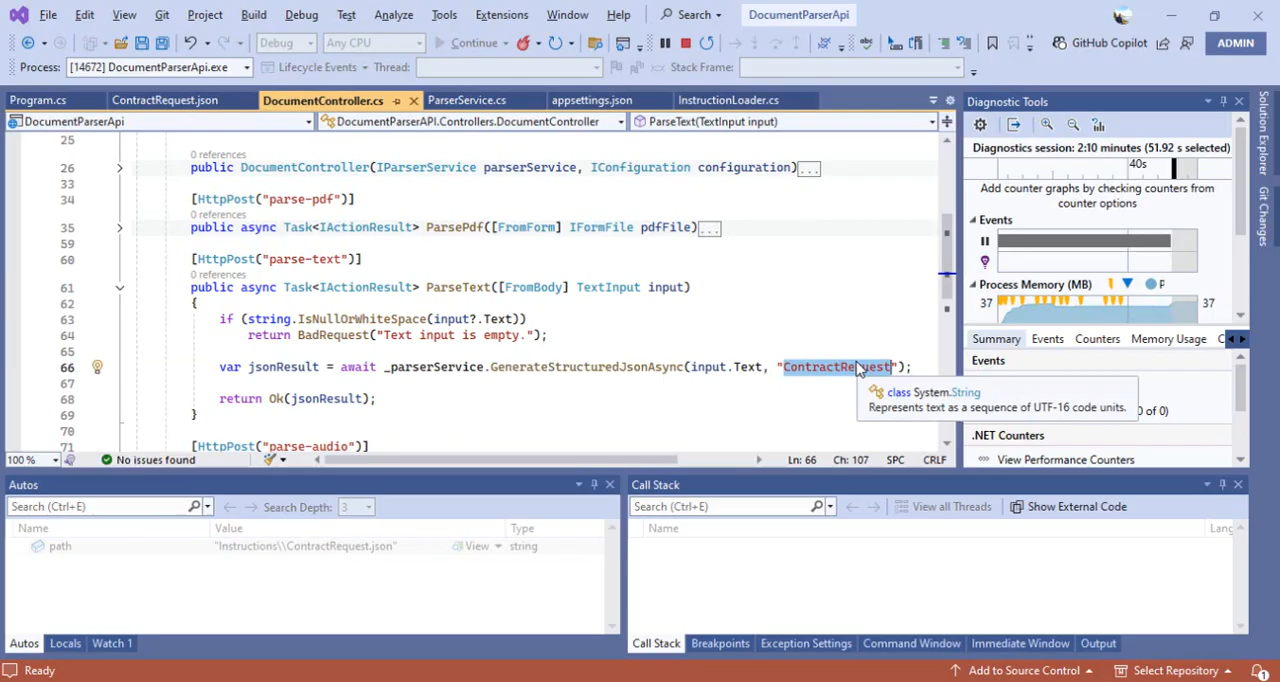 File Edit View Git Project Build Debug Test Analyze Tools Extensions Window Help Search DocumentParserApi
Debug Any CPU Continue GitHub Copilot ADMIN
Process: [14672] DocumentParserApi.exe Lifecycle Events Thread: Stack Frame:
Program.cs ContractRequest.json DocumentController.cs ParserService.cs appsettings.json InstructionLoader.cs
DocumentParserApi DocumentParserAPI.Controllers.DocumentController ParseText(TextInput input)
25
0 references
26 public DocumentController(IParserService parserService, IConfiguration configuration)...
33
34 [HttpPost("parse-pdf")]
0 references
35 public async Task<IActionResult> ParsePdf([FromForm] IFormFile pdfFile)...
59
60 [HttpPost("parse-text")]
0 references
61 public async Task<IActionResult> ParseText([FromBody] TextInput input)
62 {
63 if (string.IsNullOrWhiteSpace(input?.Text))
64 return BadRequest("Text input is empty.");
65
66 var jsonResult = await _parserService.GenerateStructuredJsonAsync(input.Text, "ContractRequest");
67
68 return Ok(jsonResult);
69 }
70
71 [HttpPost("parse-audio")]
class System.String
Represents text as a sequence of UTF-16 code units.
100 % No issues found Ln: 66 Ch: 107 SPC CRLF
Diagnostic Tools
Diagnostics session: 2:10 minutes (51.92 s selected)
40s
Add counter graphs by checking counters from
counter options
Events
Process Memory (MB) P
37 37
Summary Events Counters Memory Usage C
Events
of 0)
.NET Counters
View Performance Counters
Solution Explorer
Git Changes
Autos
Search (Ctrl+E) Search Depth: 3
Name Value Type
path "Instructions\\ContractRequest.json" View string
Autos Locals Watch 1
Call Stack
Search (Ctrl+E) View all Threads Show External Code
Name Lang
Call Stack Breakpoints Exception Settings Command Window Immediate Window Output
Ready Add to Source Control Select Repository 1